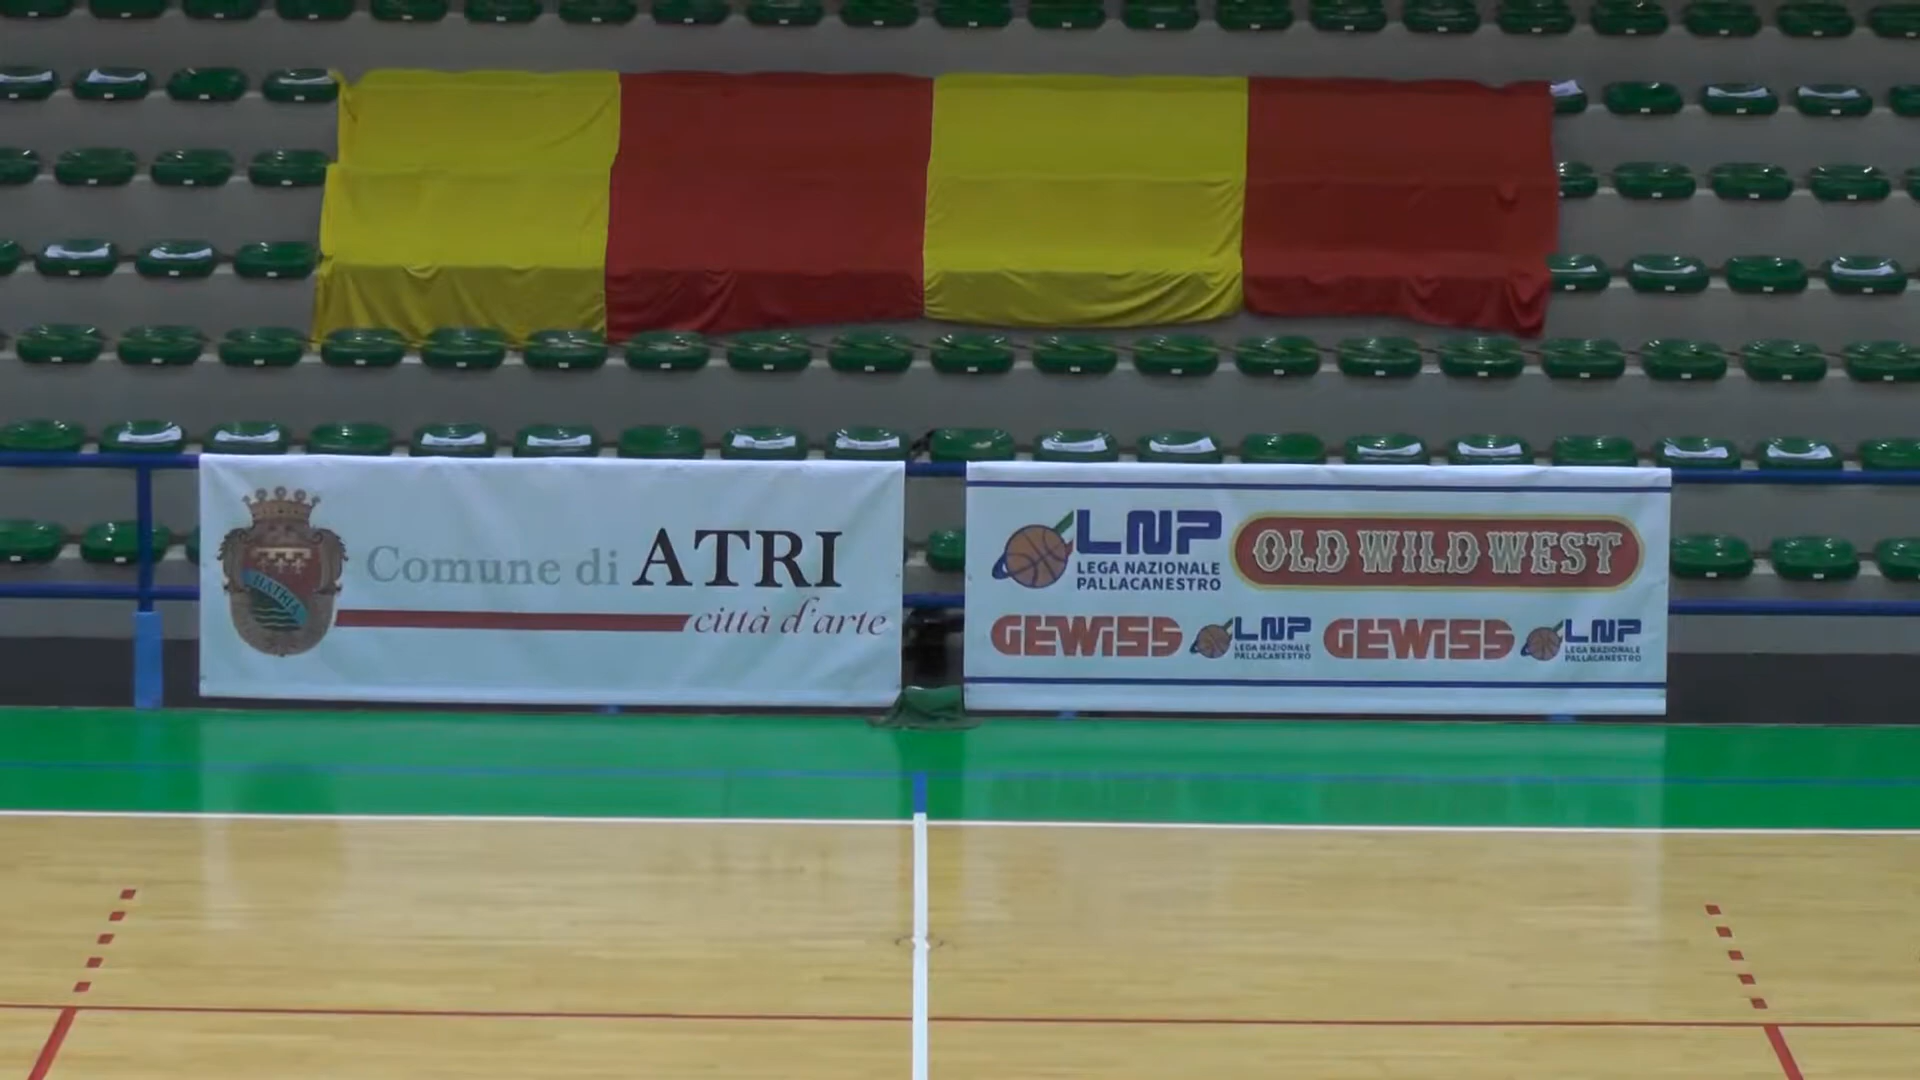 HATRIA
Comune di ATRI
città d'arte
LNP
LEGA NAZIONALE
PALLACANESTRO
OLD WILD WEST
GEWISS
LNP
LEGA NAZIONALE
PALLACANESTRO
GEWISS
LNP
LEGA NAZIONALE
PALLACANESTRO